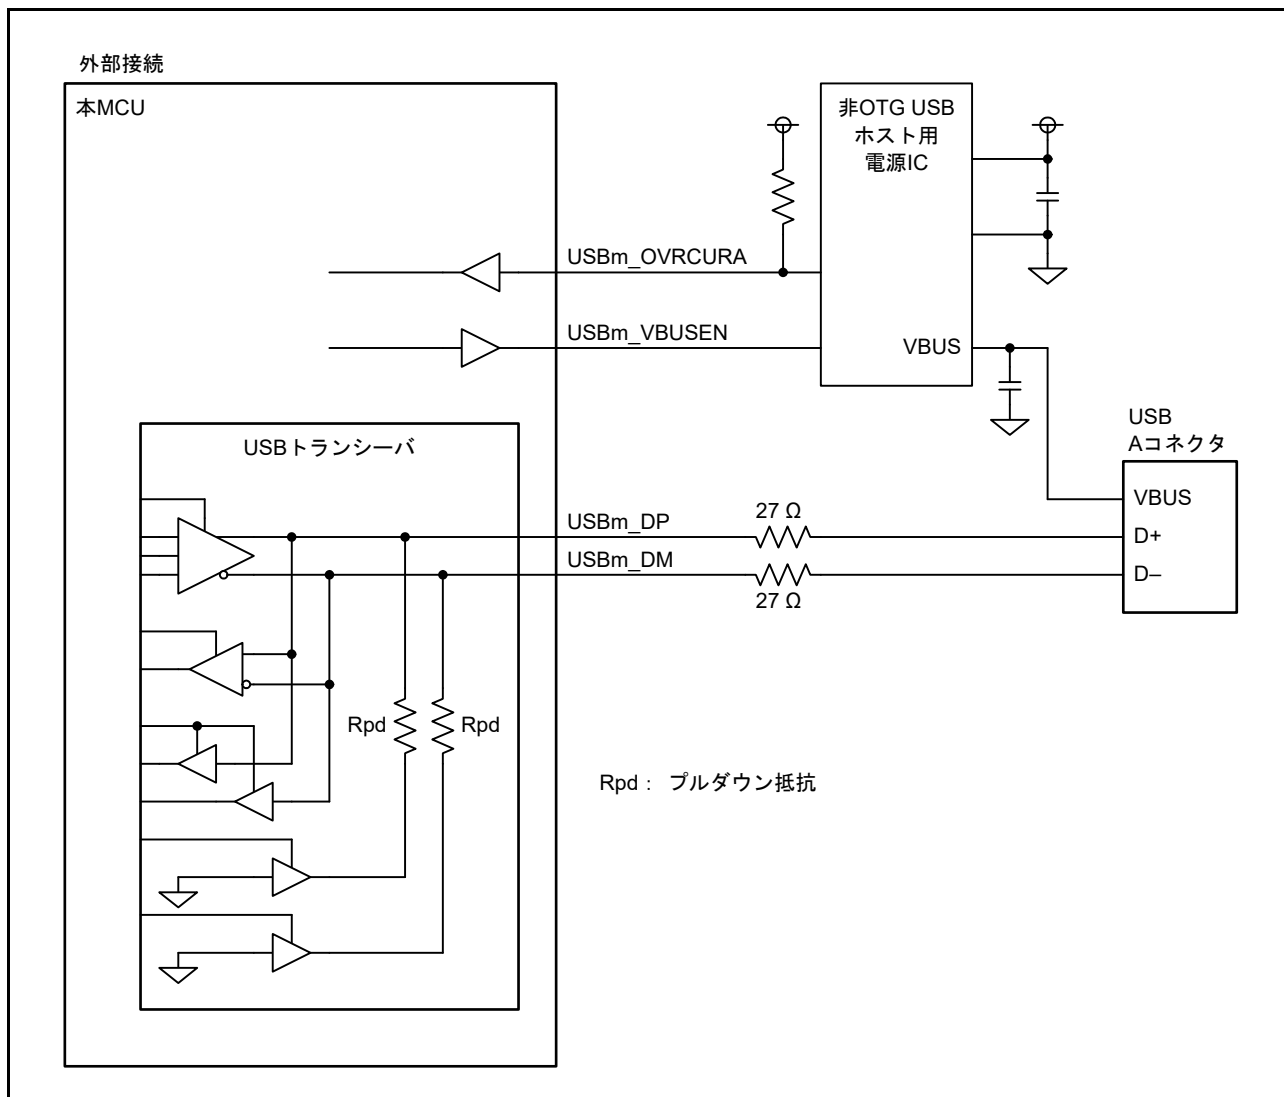 外部接続
本MCU
非OTG USB
ホスト用
電源IC
USBm_OVRCURA
USBm_VBUSEN
VBUS
USB
Aコネクタ
USBトランシーバ
VBUS
27 Ω
USBm_DP
D+
USBm_DM
D–
27 Ω
Rpd
Rpd
Rpd : プルダウン抵抗